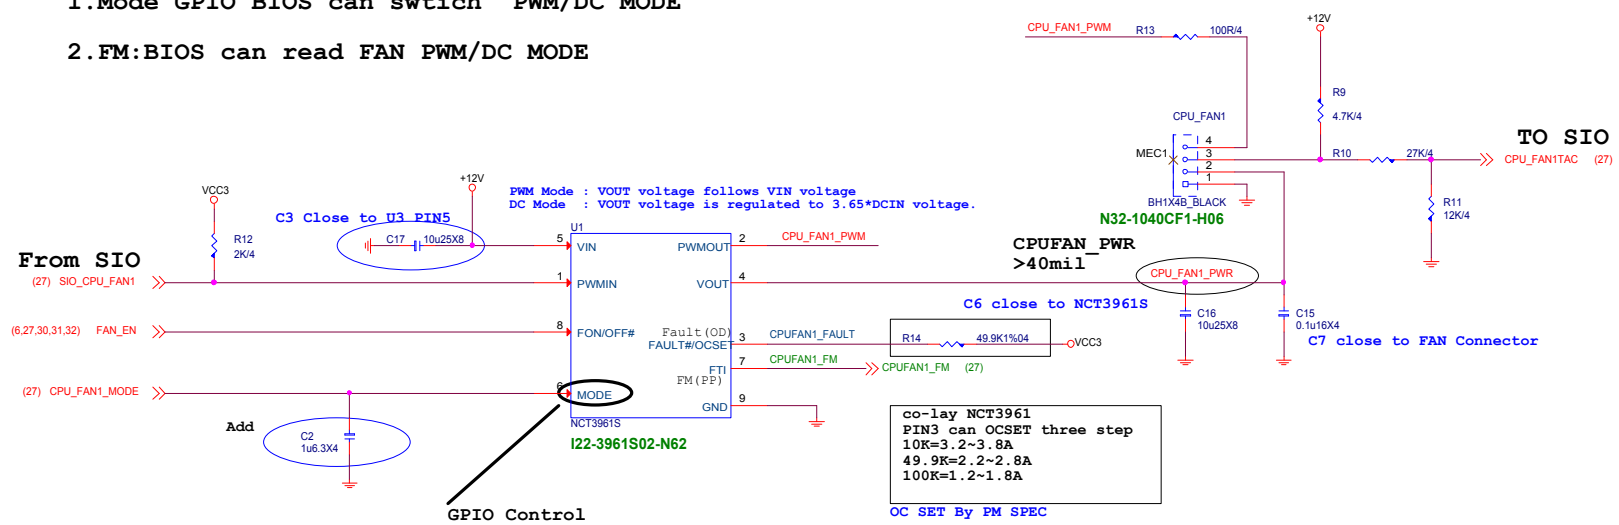 1.Mode GPIO BIOS can swtich  PWM/DC MODE
2.FM:BIOS can read FAN PWM/DC MODE
+12V
CPU_FAN1_PWM
R13
100R/4
R9
4.7K/4
CPU_FAN1
4
3
2
1
MEC1
BH1X4B_BLACK
N32-1040CF1-H06
R10
27K/4
TO SIO
CPU_FAN1TAC (27)
R11
12K/4
VCC3
R12
2K/4
+12V
PWM Mode : VOUT voltage follows VIN voltage
DC Mode  : VOUT voltage is regulated to 3.65*DCIN voltage.
C3 Close to U3 PIN5
C17
10u25X8
From SIO
(27) SIO_CPU_FAN1
(6,27,30,31,32) FAN_EN
(27) CPU_FAN1_MODE
Add
C2
1u6.3X4
U1
5
VIN
1
PWMIN
8
FON/OFF#
6
MODE
PWMOUT
2
CPU_FAN1_PWM
VOUT
4
Fault(OD)
FAULT#/OCSET
3
CPUFAN1_FAULT
FTI
7
CPUFAN1_FM
FM(PP)
GND
9
NCT3961S
I22-3961S02-N62
GPIO Control
R14
49.9K1%04
VCC3
CPUFAN1_FM (27)
CPUFAN_PWR
>40mil
CPU_FAN1_PWR
C6 close to NCT3961S
C16
10u25X8
C15
0.1u16X4
C7 close to FAN Connector
co-lay NCT3961
PIN3 can OCSET three step
10K=3.2~3.8A
49.9K=2.2~2.8A
100K=1.2~1.8A
OC SET By PM SPEC